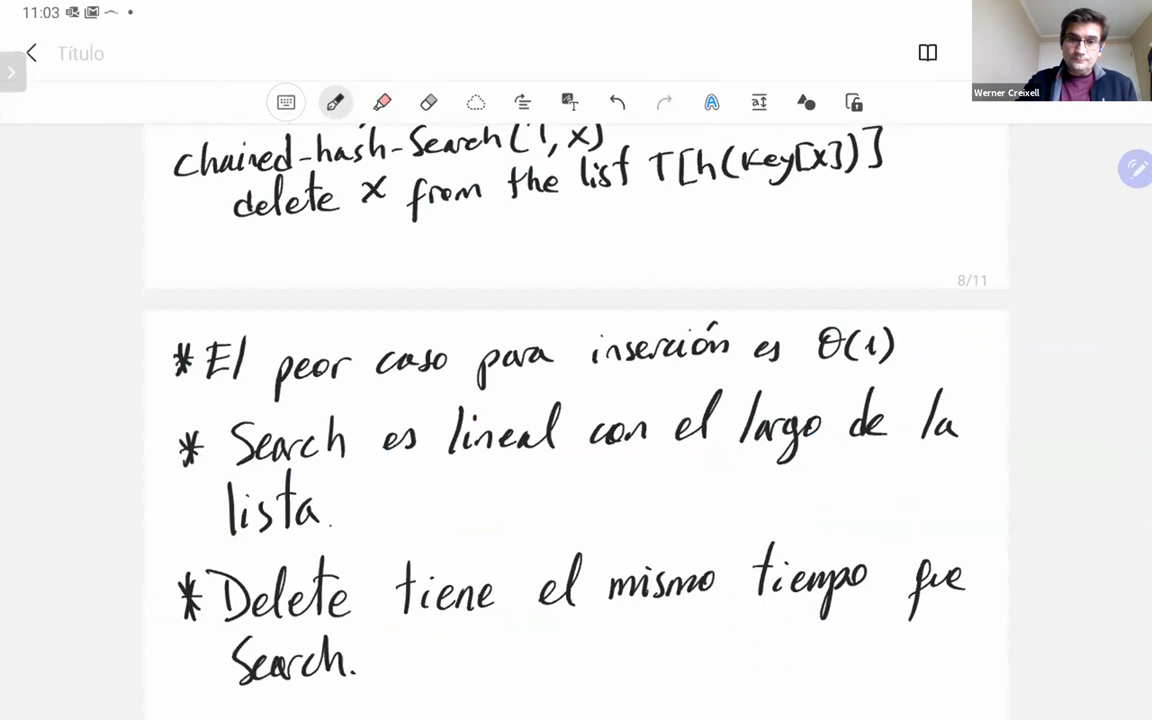 11:03
Título
Werner Creixell
chained-hash-Search(T, x)
delete x from the list T[h(key[x])]
8/11
* El peor caso para inserción es θ(1)
* Search es lineal con el largo de la
lista.
* Delete tiene el mismo tiempo que
Search.